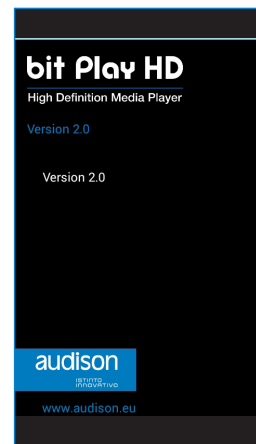 bit Play HD
High Definition Media Player
Version 2.0
Version 2.0
audison
ISTINTO
INNOVATIVO
www.audison.eu